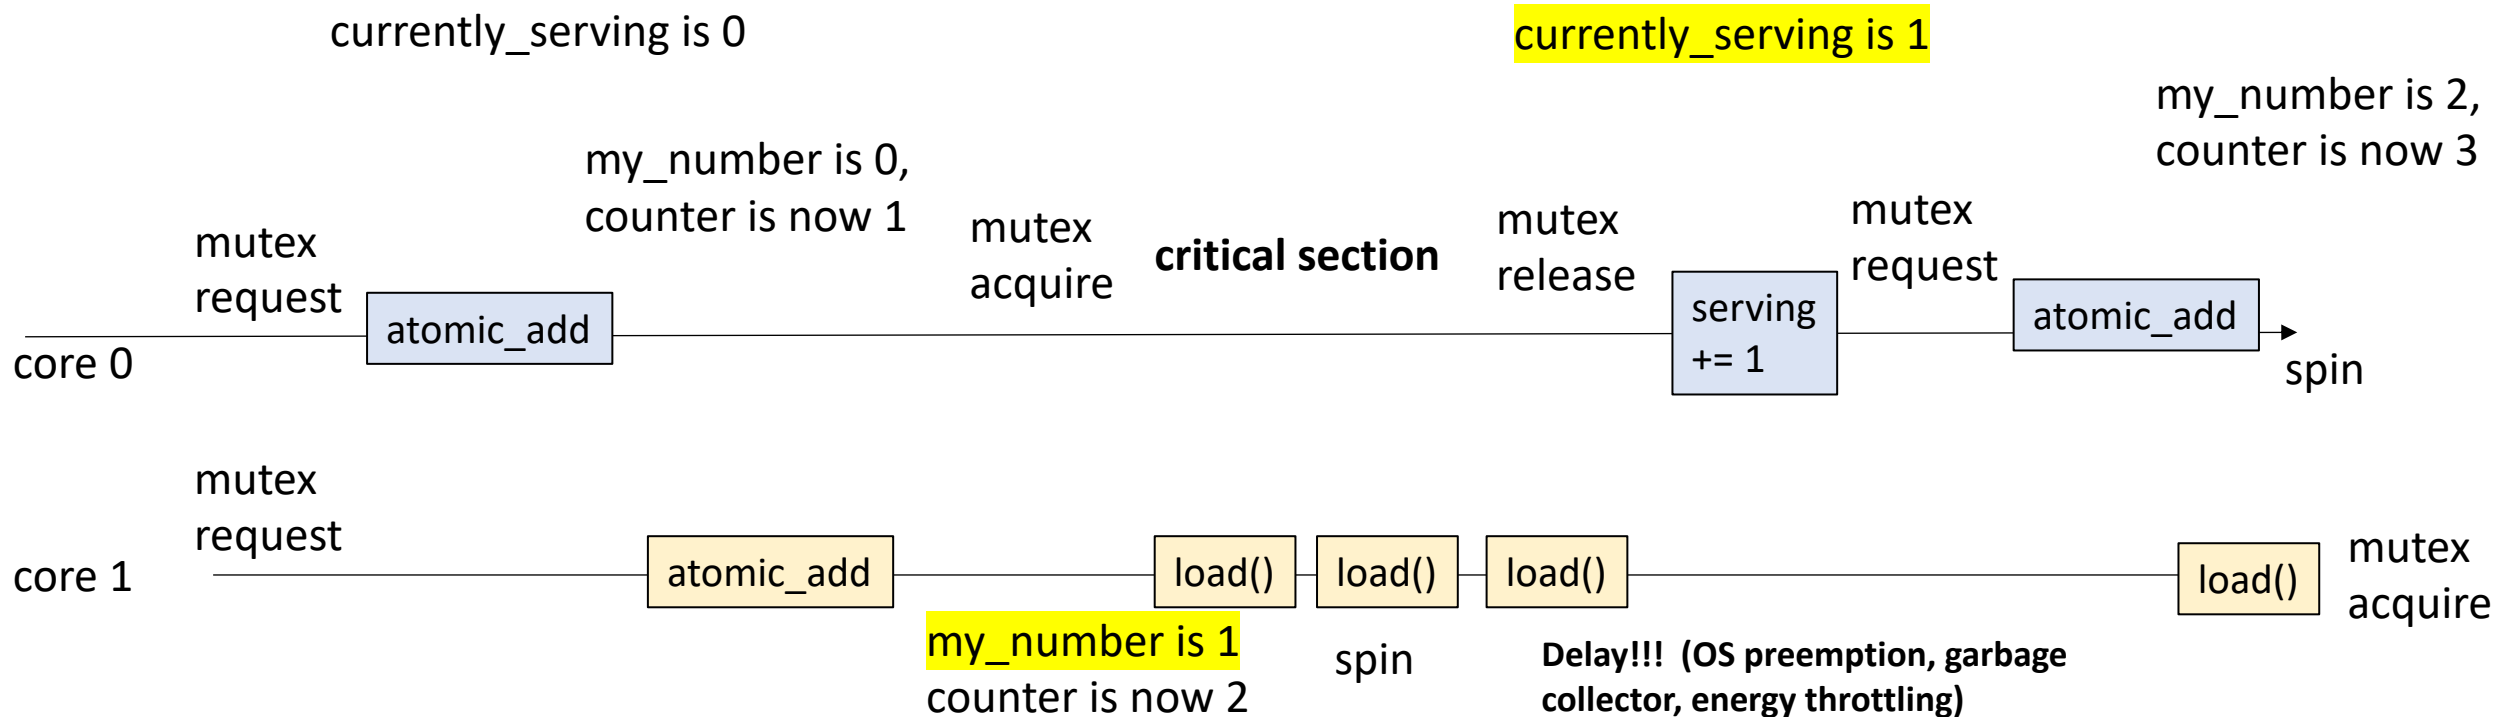 currently_serving is 0
currently_serving is 1
my_number is 2,
counter is now 3
my_number is 0,
counter is now 1
mutex
request
mutex
acquire
critical section
mutex
release
mutex
request
atomic_add
serving
+= 1
atomic_add
core 0
spin
mutex
request
core 1
atomic_add
load()
load()
load()
load()
mutex
acquire
my_number is 1
counter is now 2
spin
Delay!!! (OS preemption, garbage
collector, energy throttling)